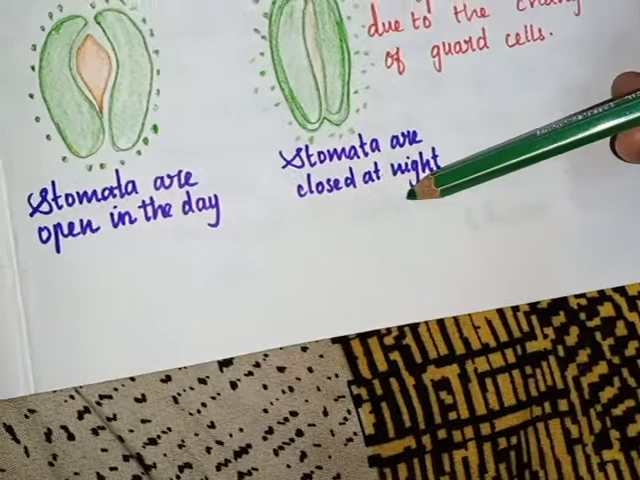 due to the
of guard cells.
Stomata are
open in the day
Stomata are
closed at night